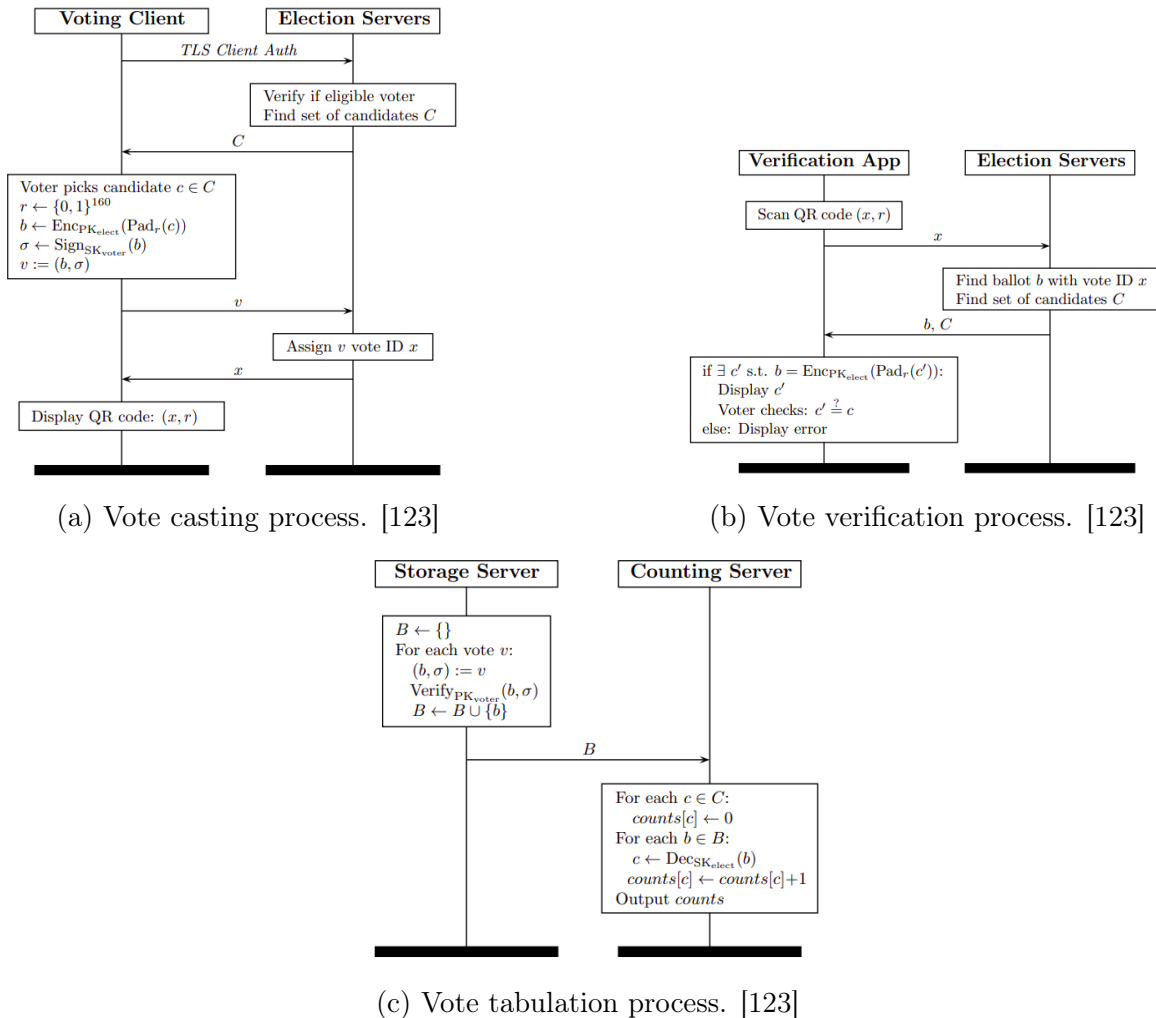 Voting Client
Election Servers
TLS Client Auth
Verify if eligible voter
Find set of candidates C
C
Voter picks candidate c ∈ C
r ← {0, 1}^160
b ← Enc_PK_elect(Pad_r(c))
σ ← Sign_SK_voter(b)
v := (b, σ)
v
Assign v vote ID x
x
Display QR code: (x, r)
(a) Vote casting process. [123]
Verification App
Election Servers
Scan QR code (x, r)
x
Find ballot b with vote ID x
Find set of candidates C
b, C
if ∃ c′ s.t. b = Enc_PK_elect(Pad_r(c′)):
Display c′
Voter checks: c′ ≟ c
else: Display error
(b) Vote verification process. [123]
Storage Server
Counting Server
B ← {}
For each vote v:
(b, σ) := v
Verify_PK_voter(b, σ)
B ← B ∪ {b}
B
For each c ∈ C:
counts[c] ← 0
For each b ∈ B:
c ← Dec_SK_elect(b)
counts[c] ← counts[c]+1
Output counts
(c) Vote tabulation process. [123]